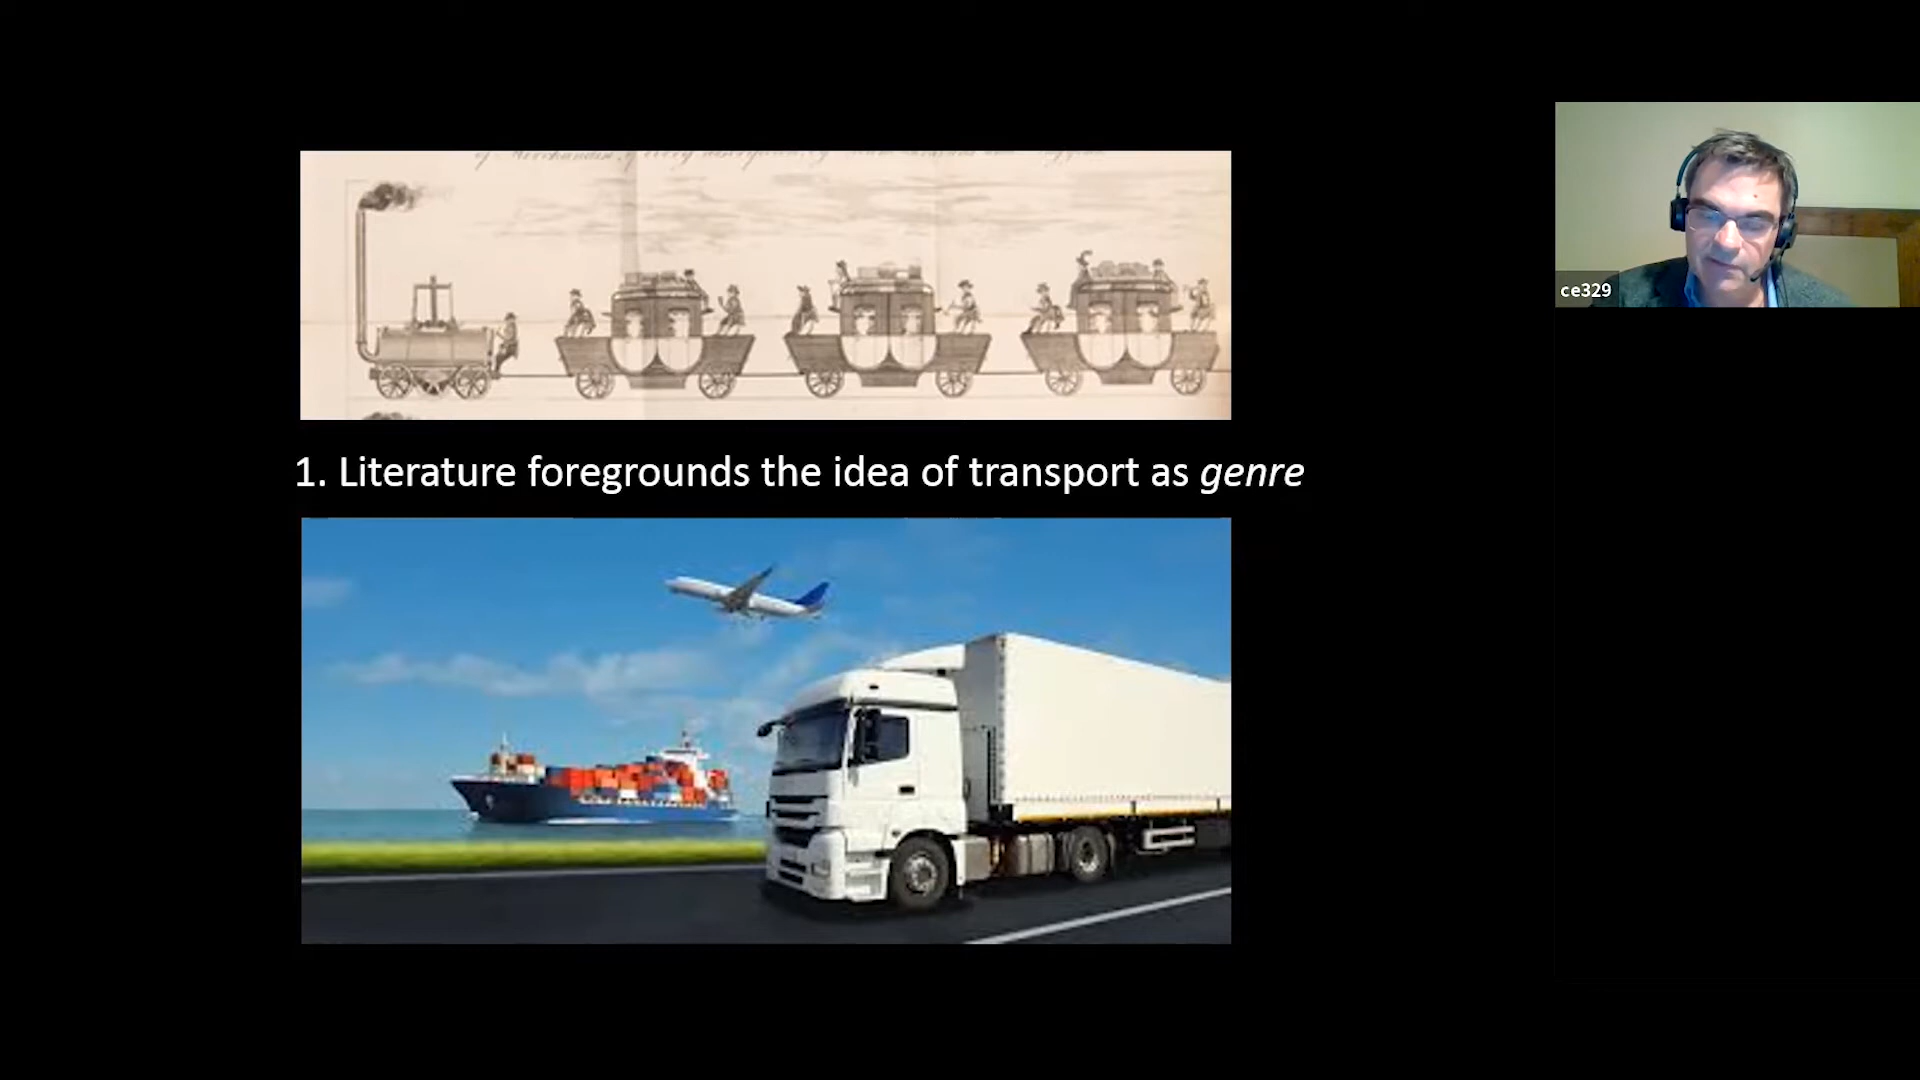 1. Literature foregrounds the idea of transport as genre
ce329